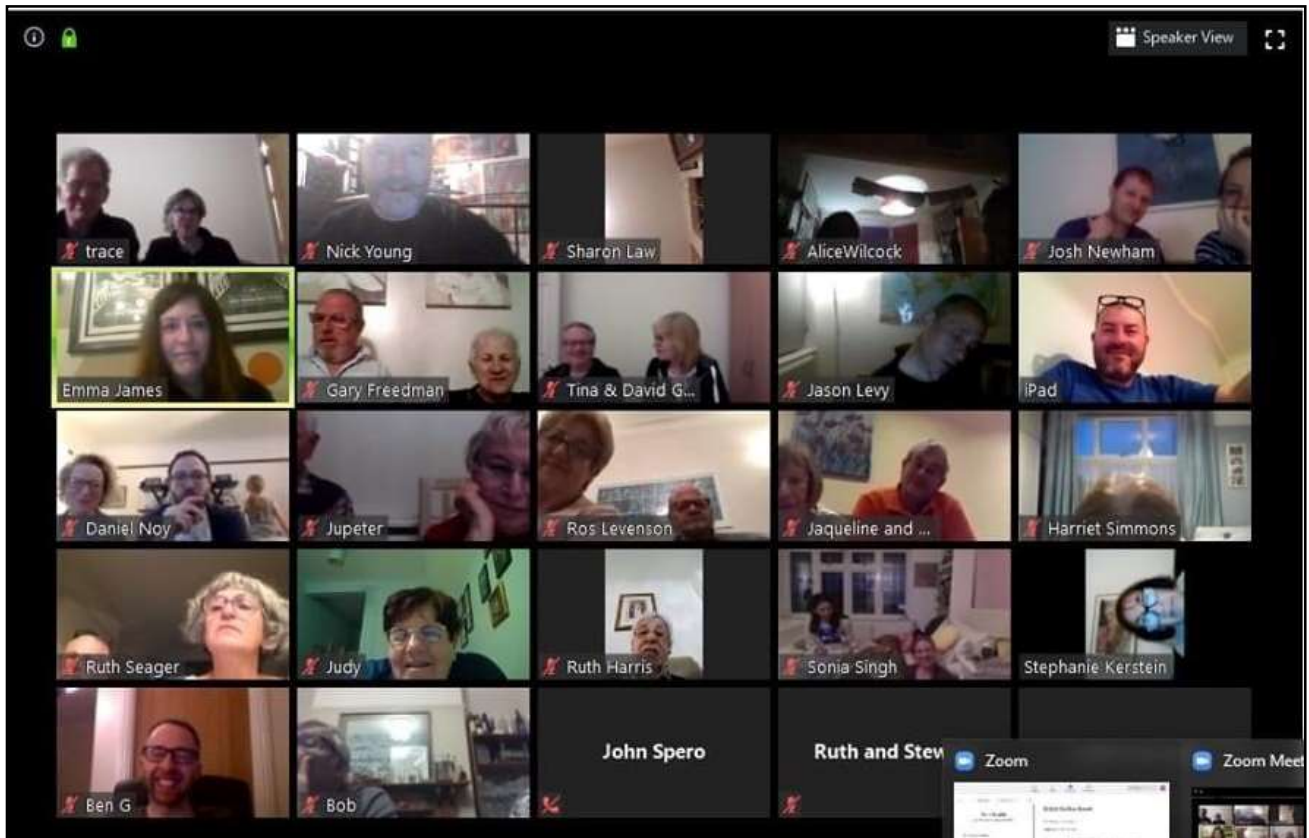 Speaker View
trace
Nick Young
Sharon Law
AliceWilcock
Josh Newham
Emma James
Gary Freedman
Tina & David G...
Jason Levy
iPad
Daniel Noy
Jupeter
Ros Levenson
Jaqueline and ...
Harriet Simmons
Ruth Seager
Judy
Ruth Harris
Sonia Singh
Stephanie Kerstein
Ben G
Bob
John Spero
Ruth and Stew
Zoom
Zoom Meet